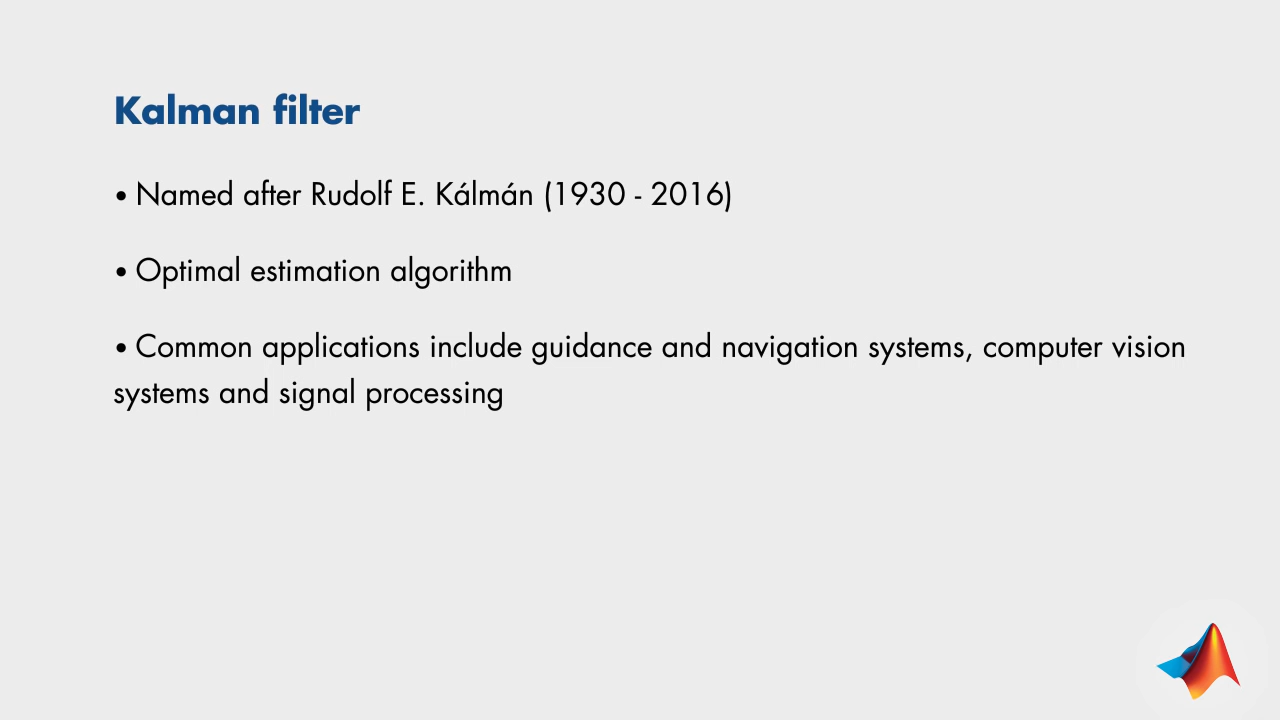 Kalman filter
• Named after Rudolf E. Kálmán (1930 - 2016)
• Optimal estimation algorithm
• Common applications include guidance and navigation systems, computer vision
systems and signal processing